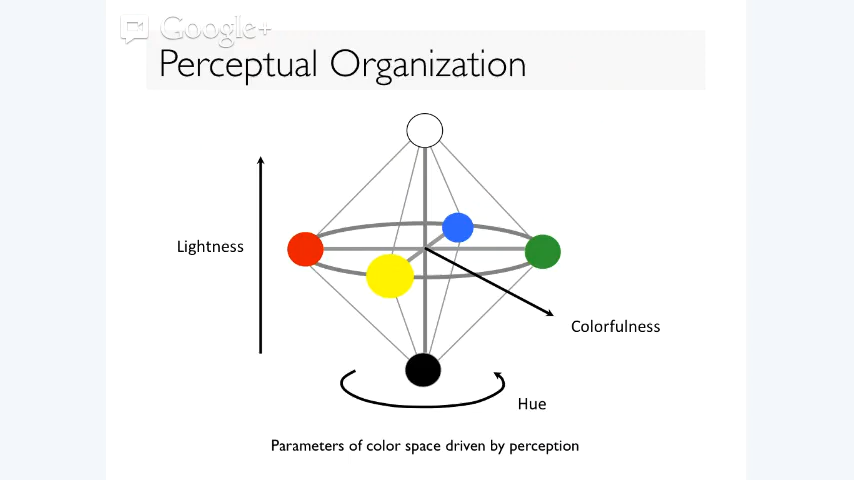 Google+
Perceptual Organization
Lightness
Colorfulness
Hue
Parameters of color space driven by perception